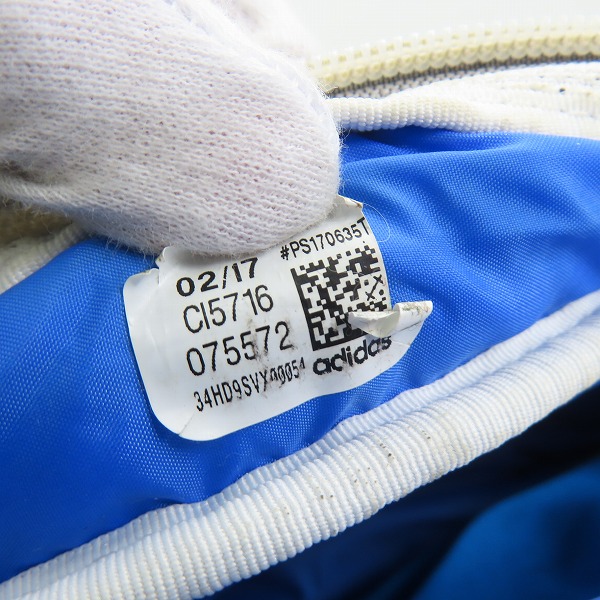 #PS170635T
02/17
CI5716
075572
34HD9SVY00054
adidas